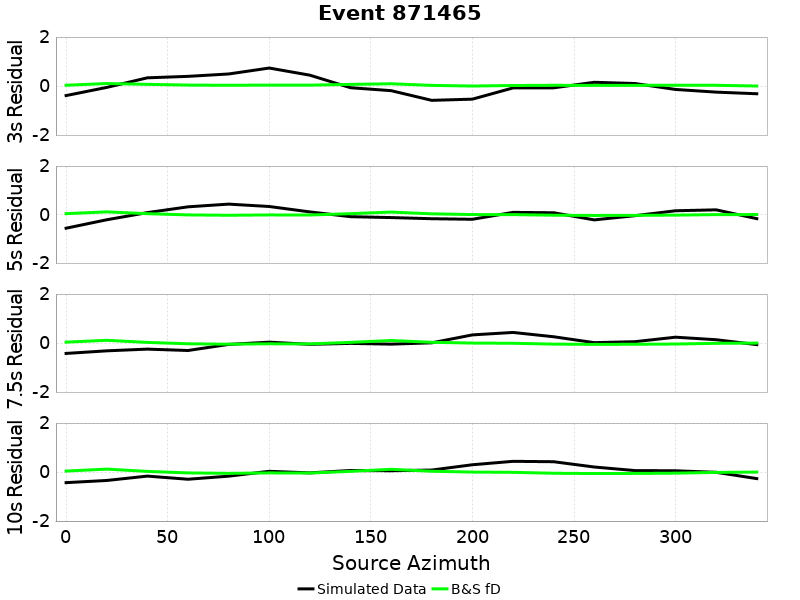 Event 871465
2
0
-2
3s Residual
2
0
-2
5s Residual
2
0
-2
7.5s Residual
2
0
-2
10s Residual
0 50 100 150 200 250 300
Source Azimuth
Simulated Data B&S fD